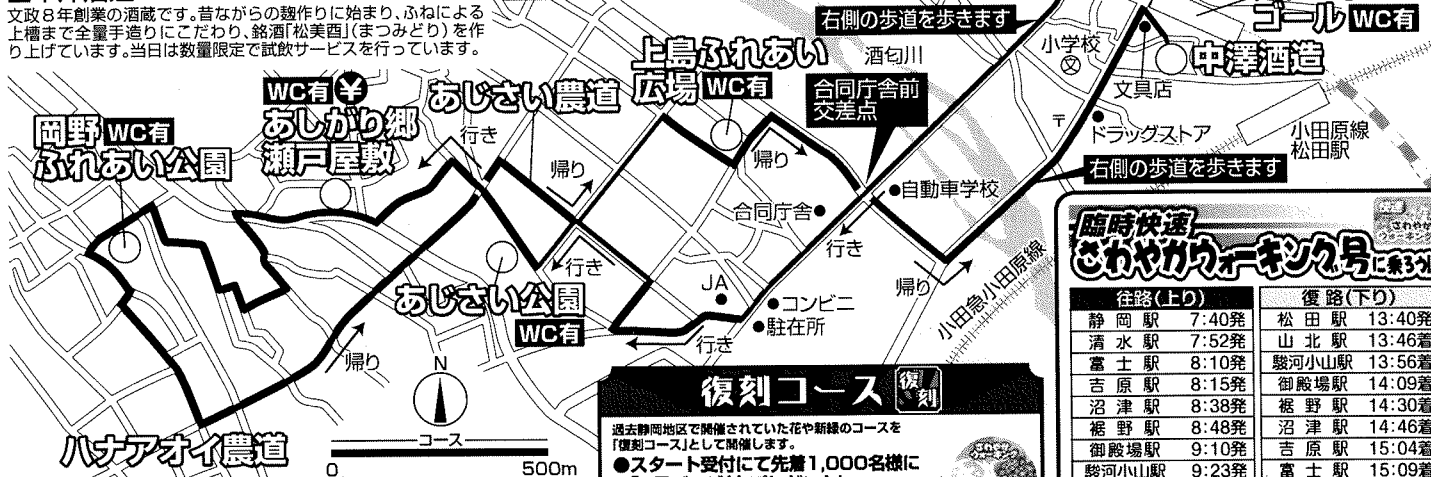 文政8年創業の酒蔵です。昔ながらの麹作りに始まり、ふねによる
上槽まで全量手造りにこだわり、銘酒「松美酉」(まつみどり)を作
り上げています。当日は数量限定で試飲サービスを行っています。
右側の歩道を歩きます
ゴール WC有
小学校
文
中澤酒造
酒匂川
上島ふれあい
広場 WC有
合同庁舎前
交差点
文具店
WC有 ¥
あしがり郷
瀬戸屋敷
あじさい農道
岡野 WC有
ふれあい公園
行き
帰り
帰り
〒
ドラッグストア
小田原線
松田駅
右側の歩道を歩きます
自動車学校
合同庁舎
行き
行き
帰り
小田急小田原線
あじさい公園
WC有
JA
コンビニ
駐在所
行き
帰り
N
ハナアオイ農道
コース
0 500m
復刻コース 復刻
過去静岡地区で開催されていた花や新緑のコースを
「復刻コース」として開催します。
●スタート受付にて先着1,000名様に
臨時快速
さわやかウォーキング号に乗ろう
往路(上り)
静岡駅 7:40発
清水駅 7:52発
富士駅 8:10発
吉原駅 8:15発
沼津駅 8:38発
裾野駅 8:48発
御殿場駅 9:10発
駿河小山駅 9:23発
復路(下り)
松田駅 13:40発
山北駅 13:46着
駿河小山駅 13:56着
御殿場駅 14:09着
裾野駅 14:30着
沼津駅 14:46着
吉原駅 15:04着
富士駅 15:09着